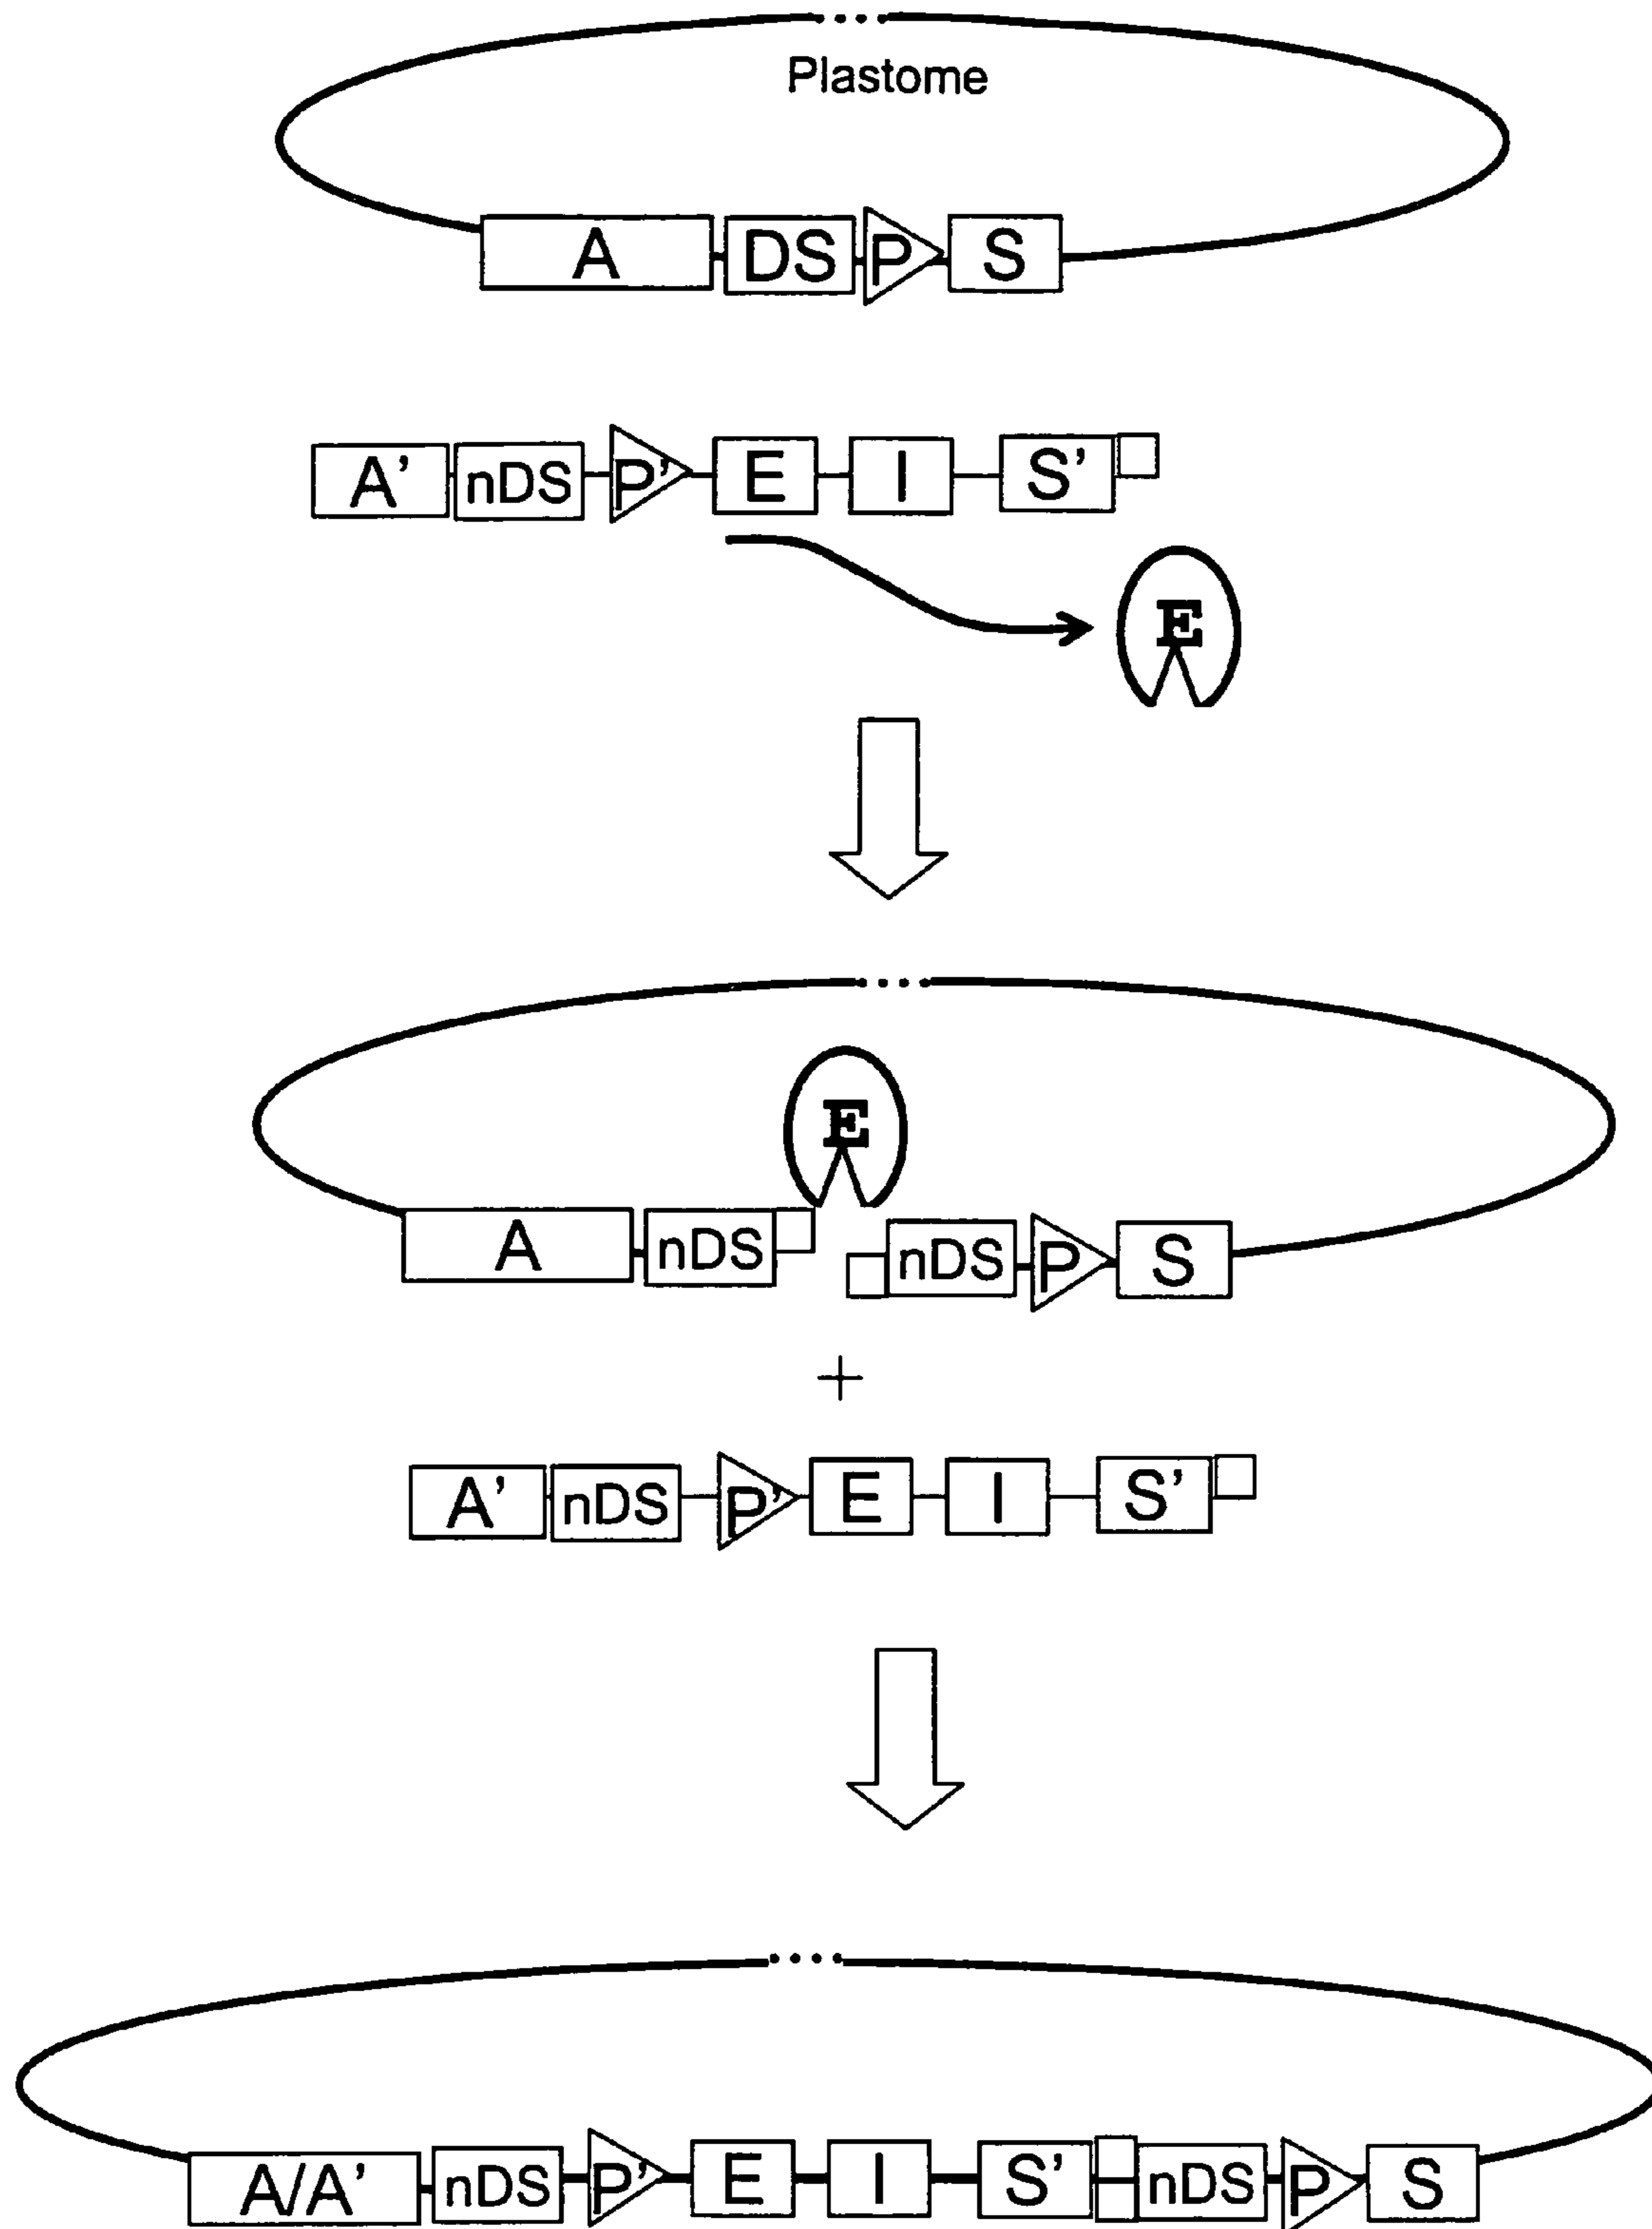 Plastome
A DS P S
A' nDS P' E I S'
E
E
A nDS nDS P S
+
A' nDS P' E I S'
A/A' nDS P' E I S' nDS P S